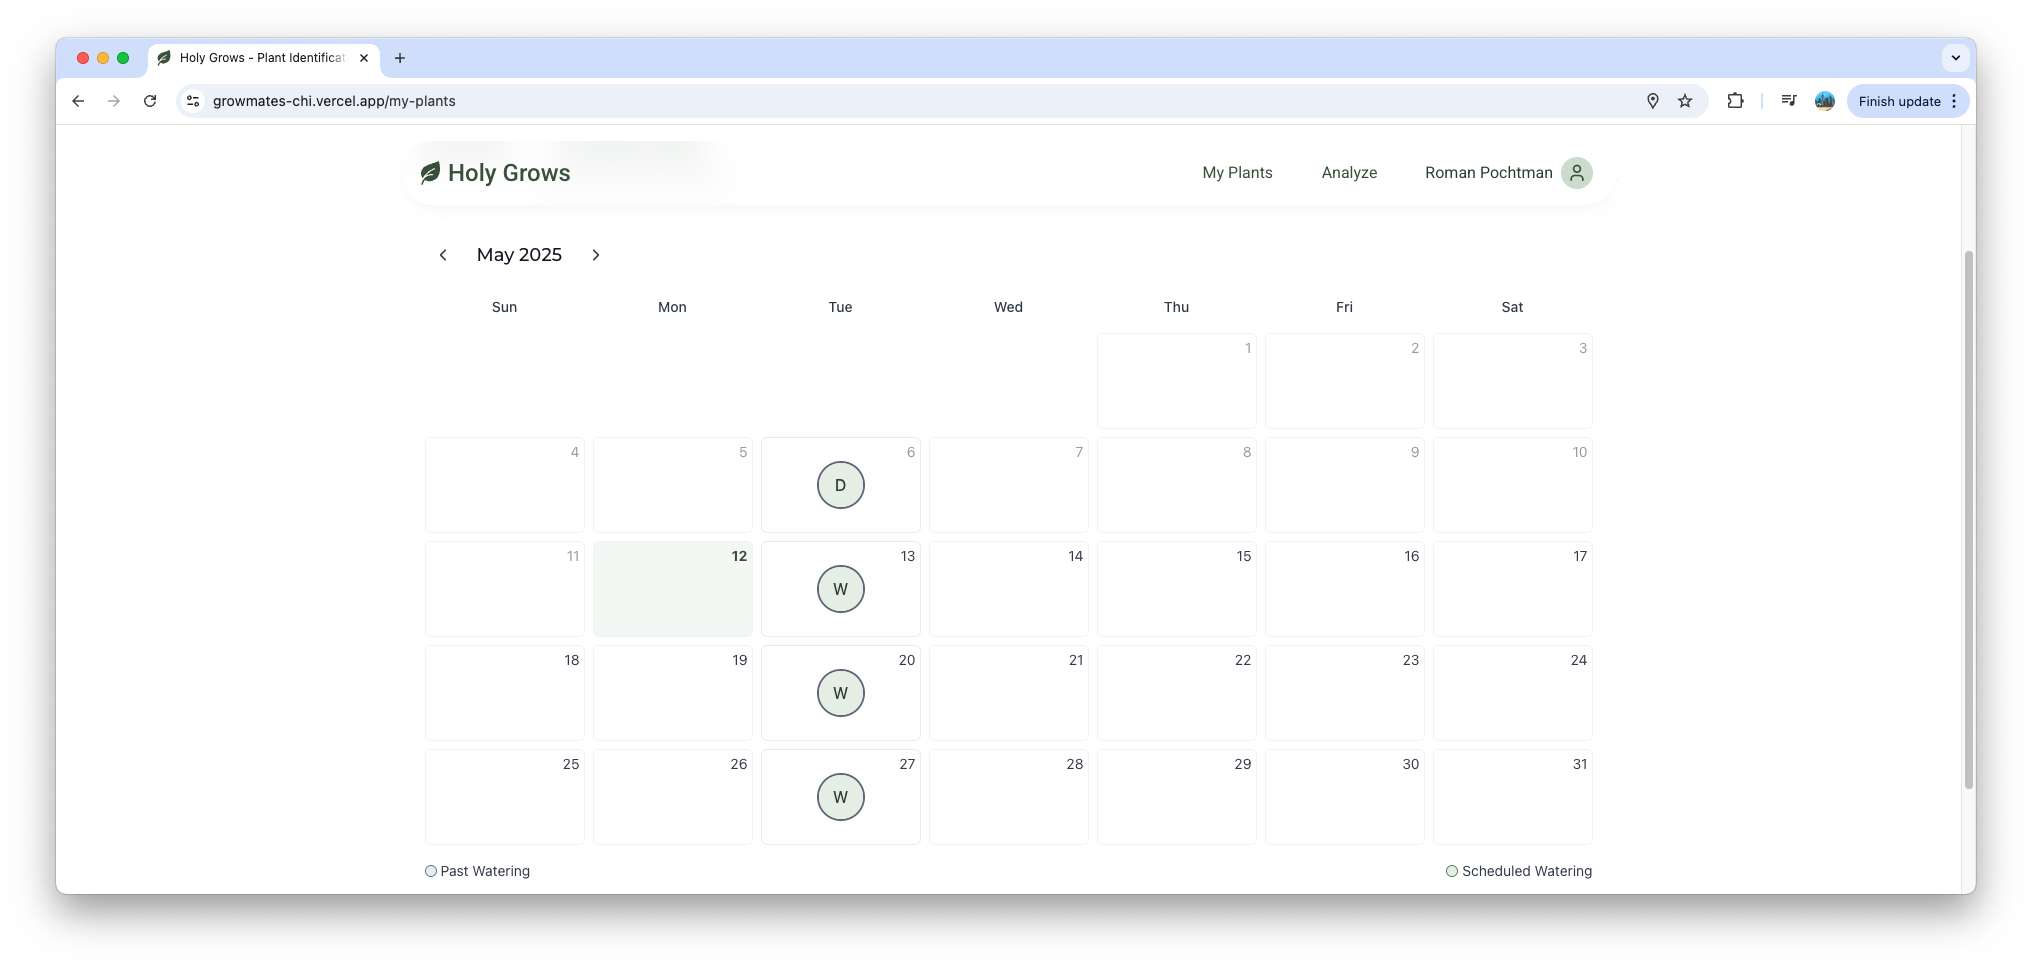 Holy Grows - Plant Identificat
growmates-chi.vercel.app/my-plants
Finish update
Holy Grows
My Plants
Analyze
Roman Pochtman
May 2025
Sun Mon Tue Wed Thu Fri Sat
1 2 3
4 5 6 7 8 9 10
D
11 12 13 14 15 16 17
W
18 19 20 21 22 23 24
W
25 26 27 28 29 30 31
W
Past Watering
Scheduled Watering